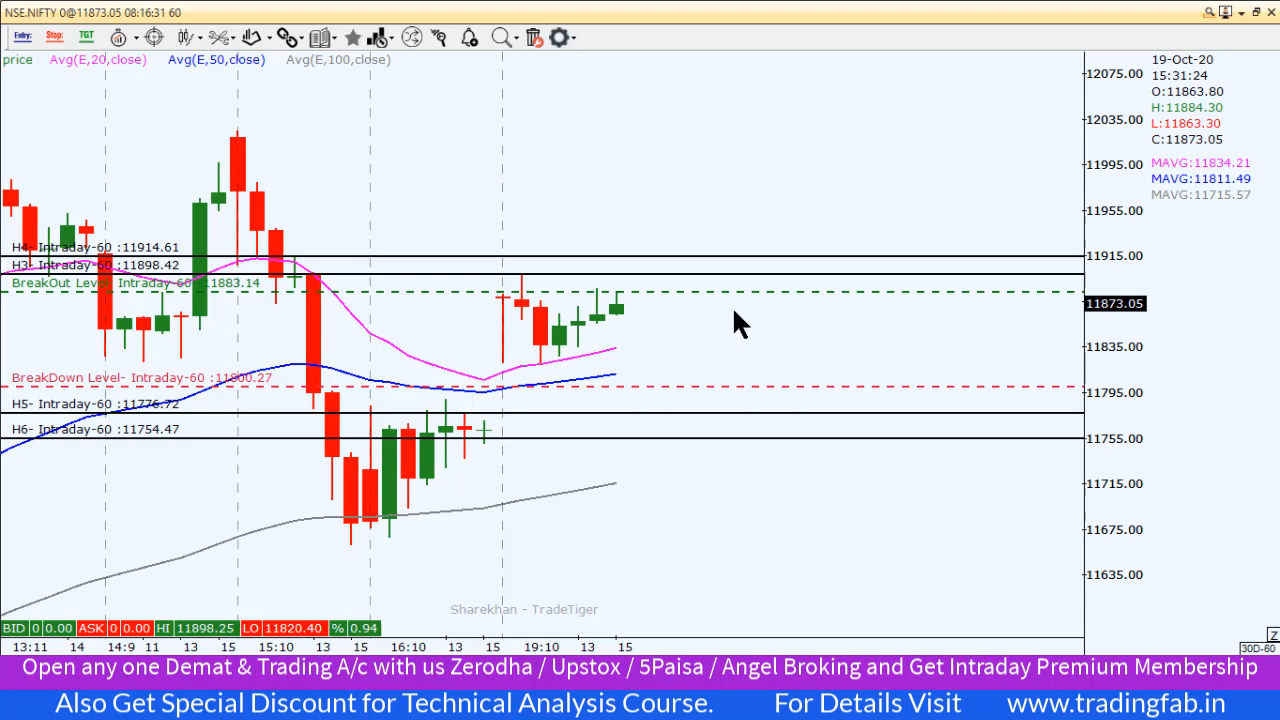 NSE.NIFTY 0@11873.05 08:16:31 60
Entry: Stop: TGT
price Avg(E,20,close) Avg(E,50,close) Avg(E,100,close)
19-Oct-20
15:31:24
O:11863.80
H:11884.30
L:11863.30
C:11873.05
MAVG:11834.21
MAVG:11811.49
MAVG:11715.57
12075.00
12035.00
11995.00
11955.00
11915.00
11873.05
11835.00
11795.00
11755.00
11715.00
11675.00
11635.00
H4- Intraday-60 :11914.61
H3- Intraday-60 :11898.42
BreakOut Level- Intraday-60 :11883.14
BreakDown Level- Intraday-60 :11800.27
H5- Intraday-60 :11776.72
H6- Intraday-60 :11754.47
Sharekhan - TradeTiger
BID 0 0.00 ASK 0 0.00 HI 11898.25 LO 11820.40 % 0.94
13:11 14 14:9 11 13 15 15:10 13 15 16:10 13 15 19:10 13 15
Z
30D-60
Open any one Demat & Trading A/c with us Zerodha / Upstox / 5Paisa / Angel Broking and Get Intraday Premium Membership
Also Get Special Discount for Technical Analysis Course. For Details Visit www.tradingfab.in